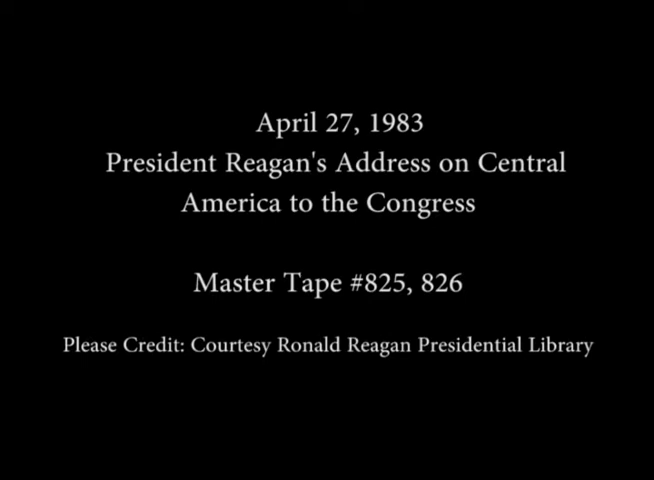 April 27, 1983
President Reagan's Address on Central
America to the Congress
Master Tape #825, 826
Please Credit: Courtesy Ronald Reagan Presidential Library